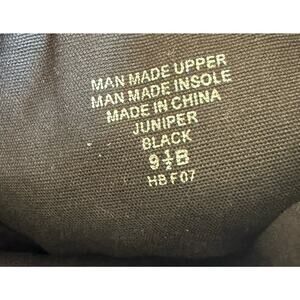 MAN MADE UPPER
MAN MADE INSOLE
MADE IN CHINA
JUNIPER
BLACK
9½B
HB F07